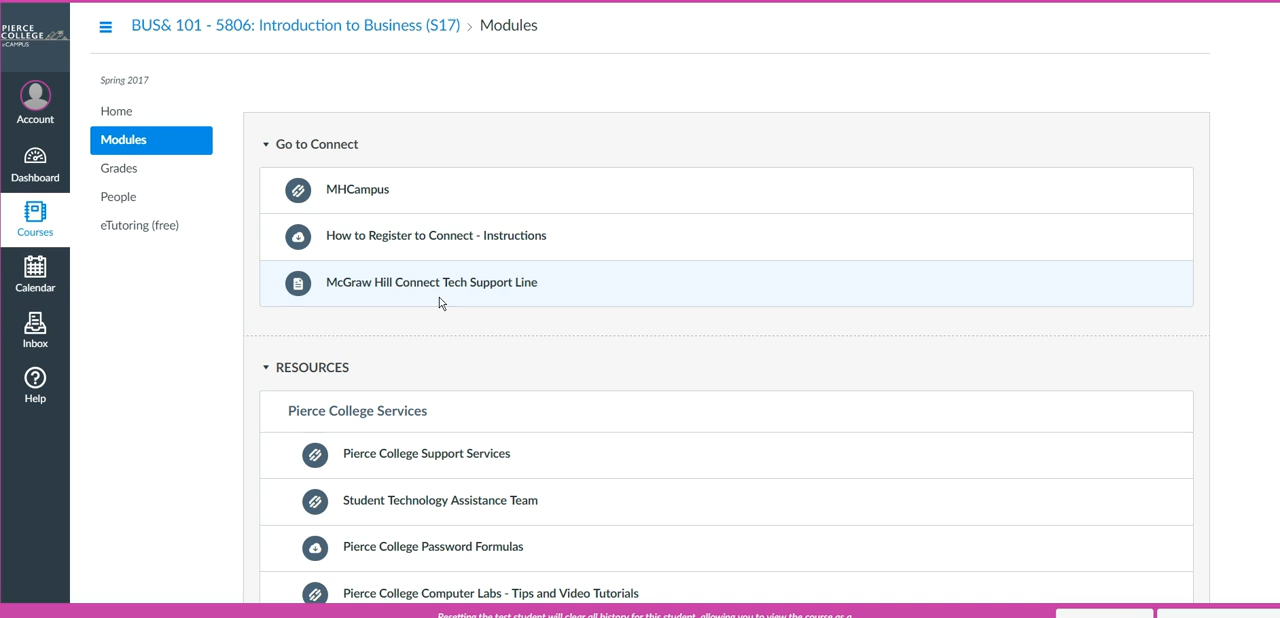 PIERCE
COLLEGE
eCAMPUS
Account
Dashboard
Courses
Calendar
Inbox
Help
BUS& 101 - 5806: Introduction to Business (S17) › Modules
Spring 2017
Home
Modules
Grades
People
eTutoring (free)
Go to Connect
MHCampus
How to Register to Connect - Instructions
McGraw Hill Connect Tech Support Line
RESOURCES
Pierce College Services
Pierce College Support Services
Student Technology Assistance Team
Pierce College Password Formulas
Pierce College Computer Labs - Tips and Video Tutorials
Resetting the test student will clear all history for this student, allowing you to view the course as a